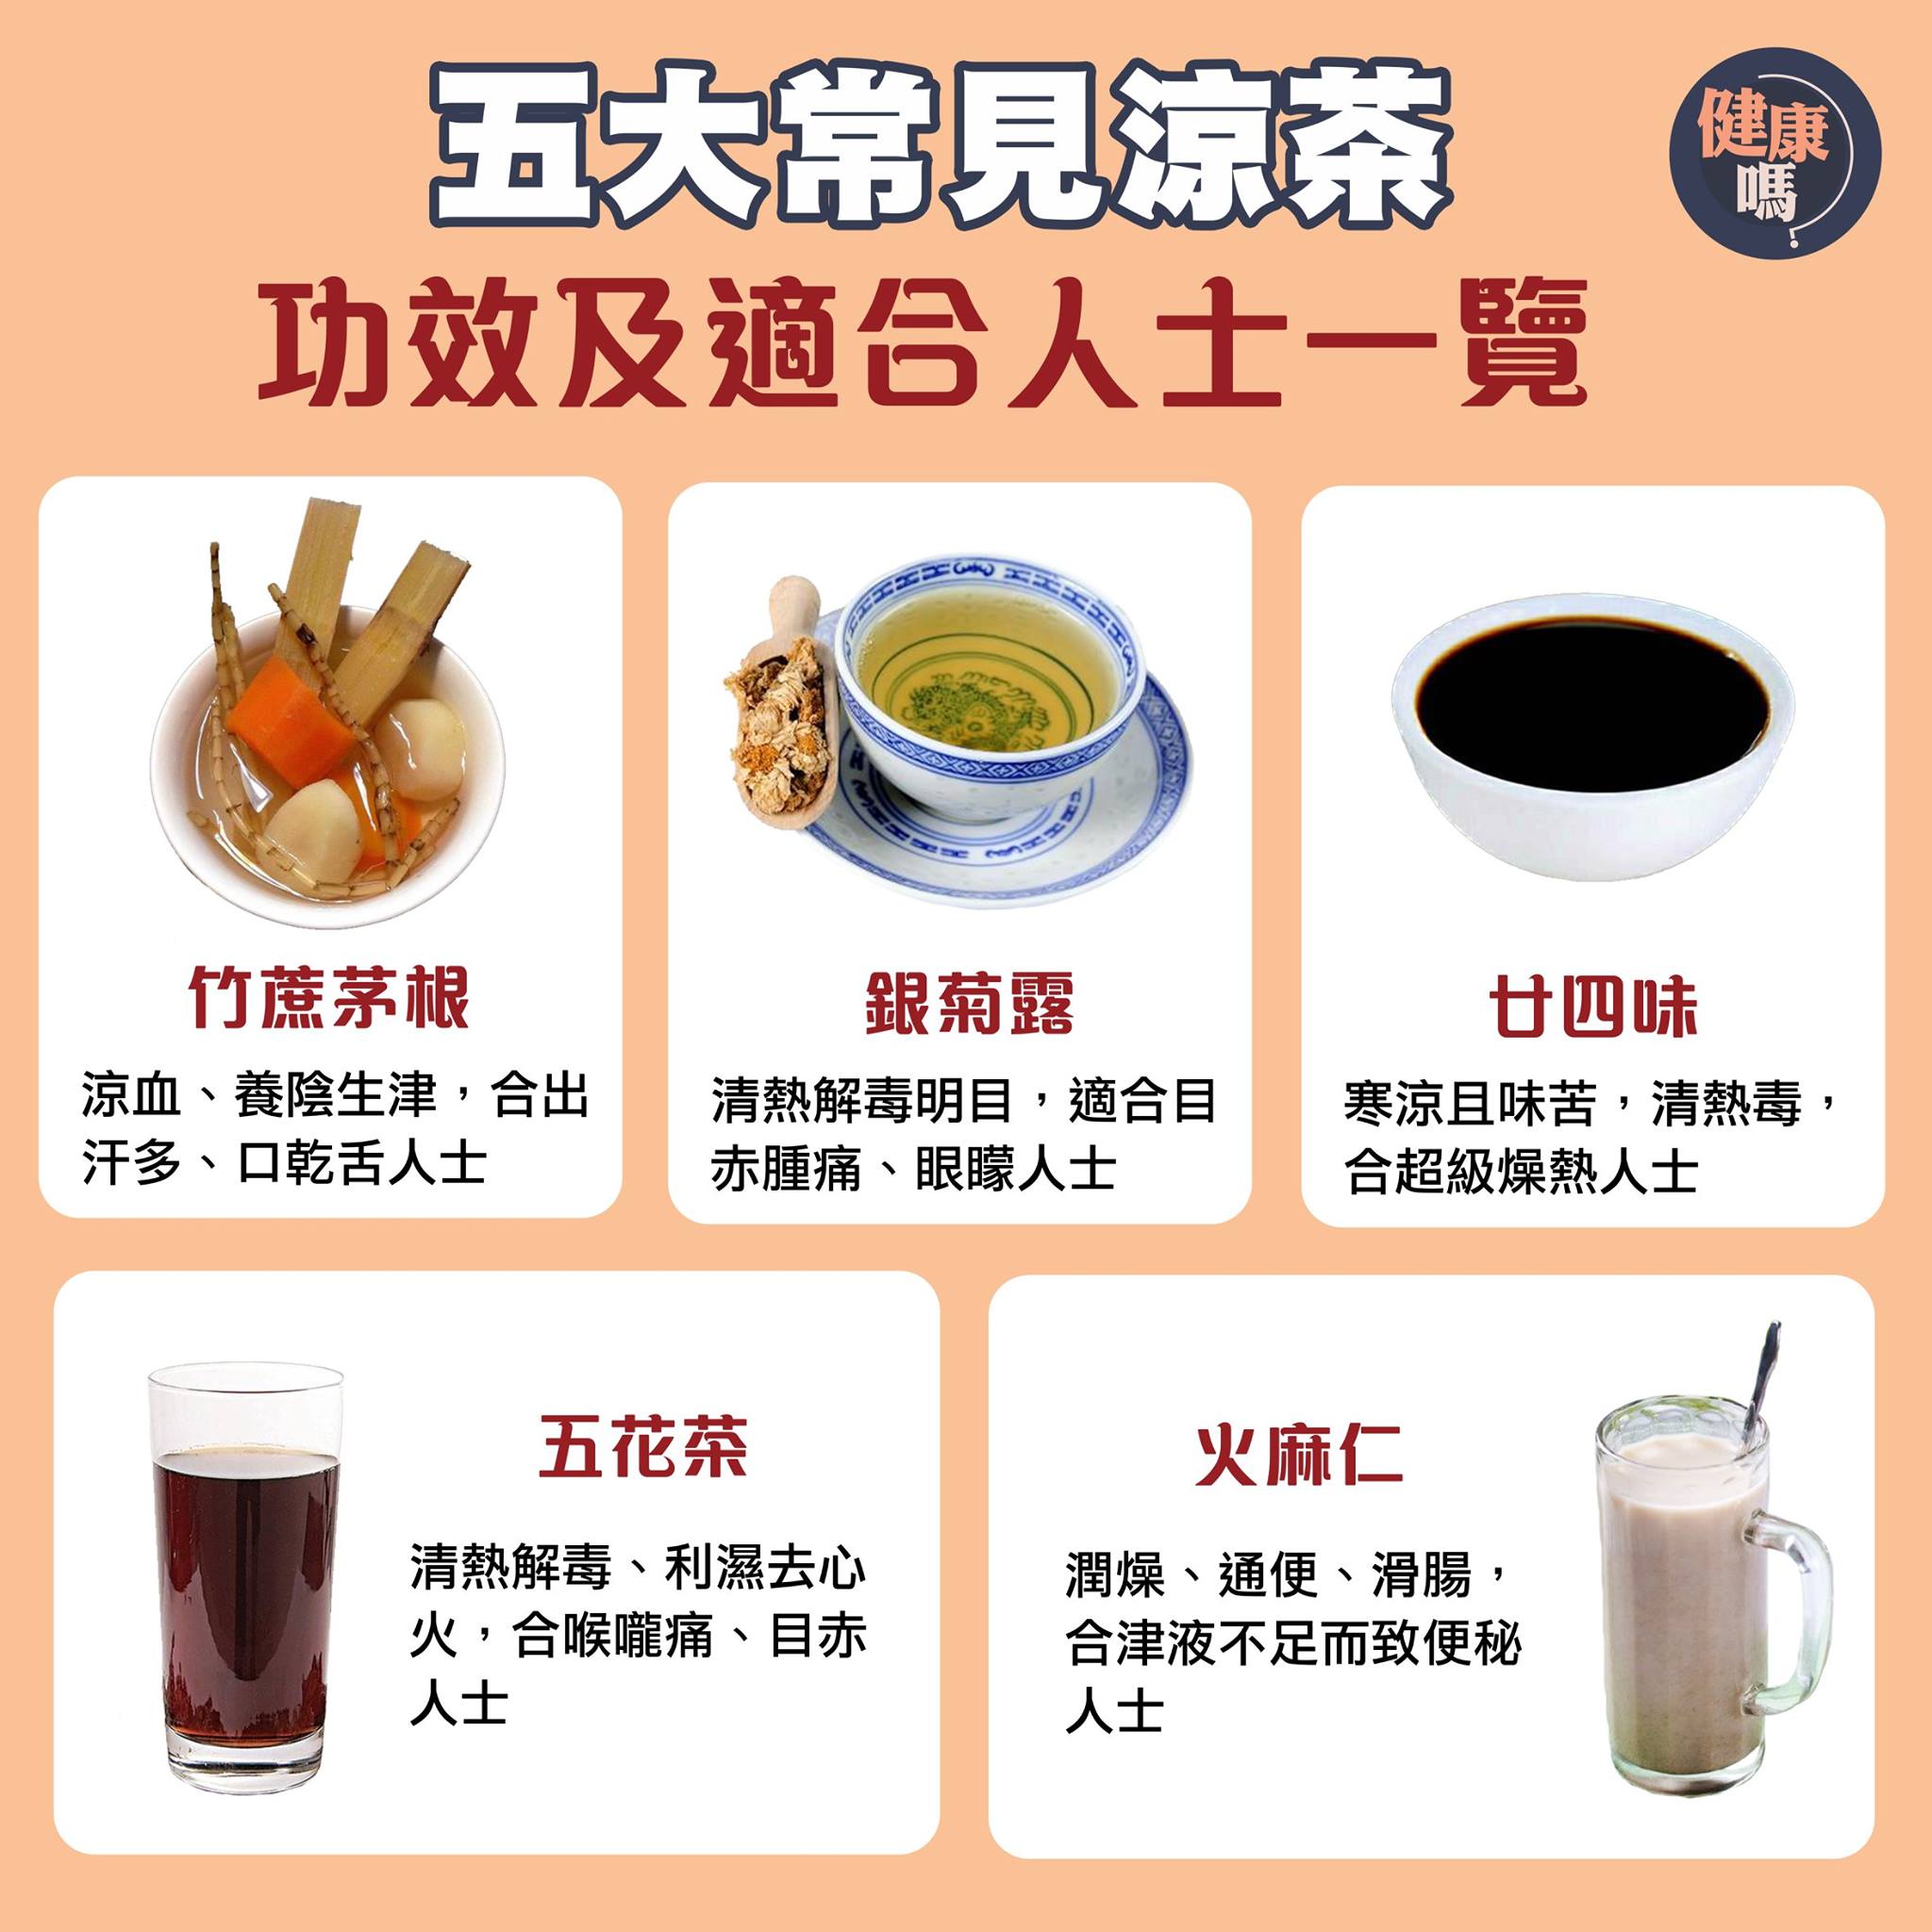 五大常見涼茶
健康
嗎?
功效及適合人士一覽
竹蔗茅根
涼血、養陰生津，合出
汗多、口乾舌人士
銀菊露
清熱解毒明目，適合目
赤腫痛、眼矇人士
廿四味
寒涼且味苦，清熱毒，
合超級燥熱人士
五花茶
清熱解毒、利濕去心
火，合喉嚨痛、目赤
人士
火麻仁
潤燥、通便、滑腸，
合津液不足而致便秘
人士